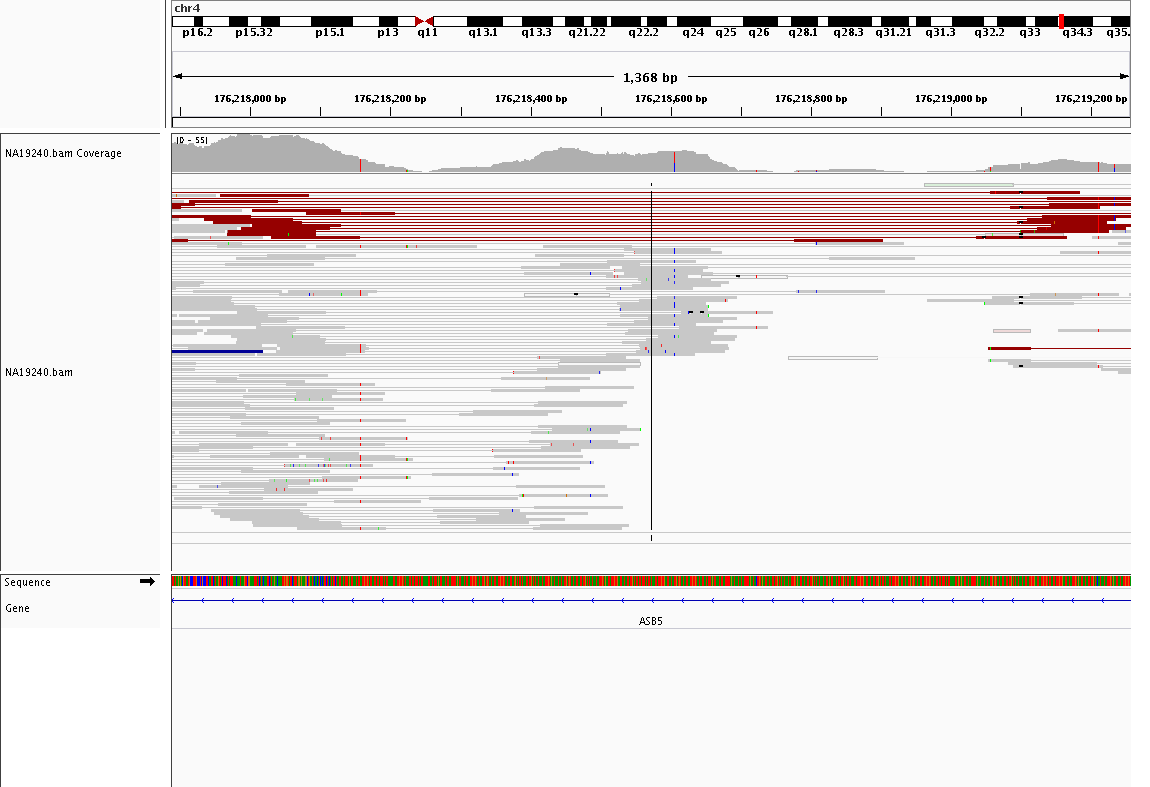 chr4
p16.2 p15.32 p15.1 p13 q11 q13.1 q13.3 q21.22 q22.2 q24 q25 q26 q28.1 q28.3 q31.21 q31.3 q32.2 q33 q34.3 q35.
1,368 bp
176,218,000 bp 176,218,200 bp 176,218,400 bp 176,218,600 bp 176,218,800 bp 176,219,000 bp 176,219,200 bp
NA19240.bam Coverage
[0 - 55]
NA19240.bam
Sequence
Gene
ASB5